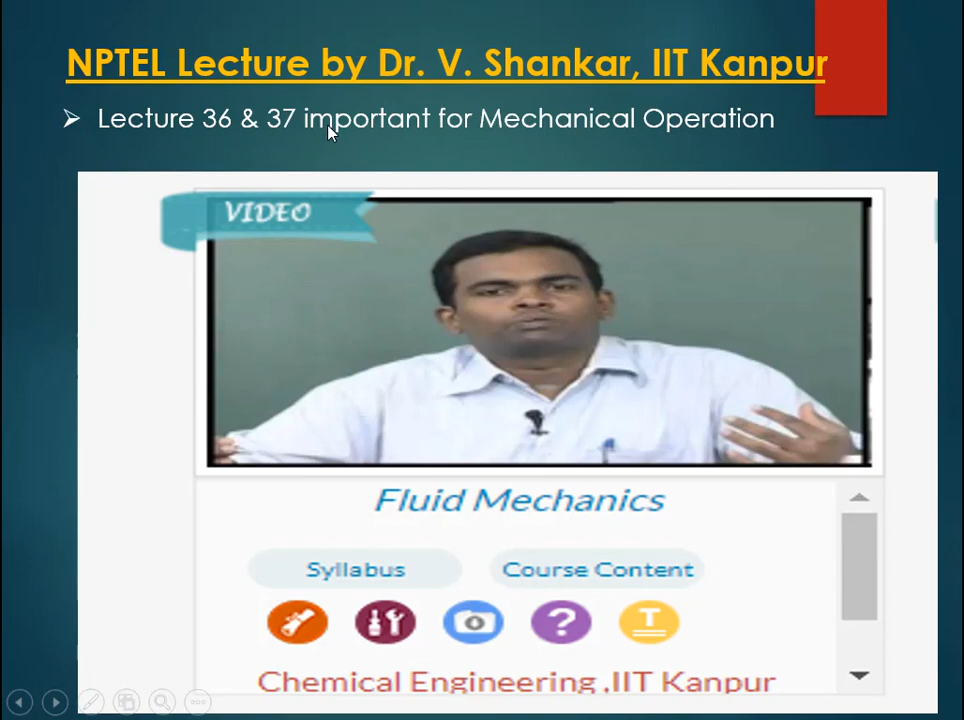 NPTEL Lecture by Dr. V. Shankar, IIT Kanpur
Lecture 36 & 37 important for Mechanical Operation
VIDEO
Fluid Mechanics
Syllabus Course Content
? T
Chemical Engineering ,IIT Kanpur